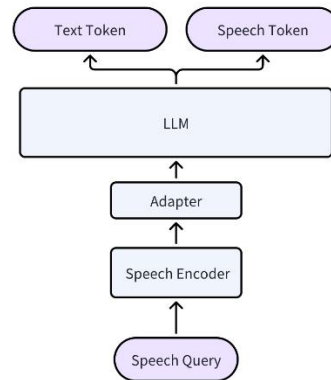 Text Token
Speech Token
LLM
Adapter
Speech Encoder
Speech Query